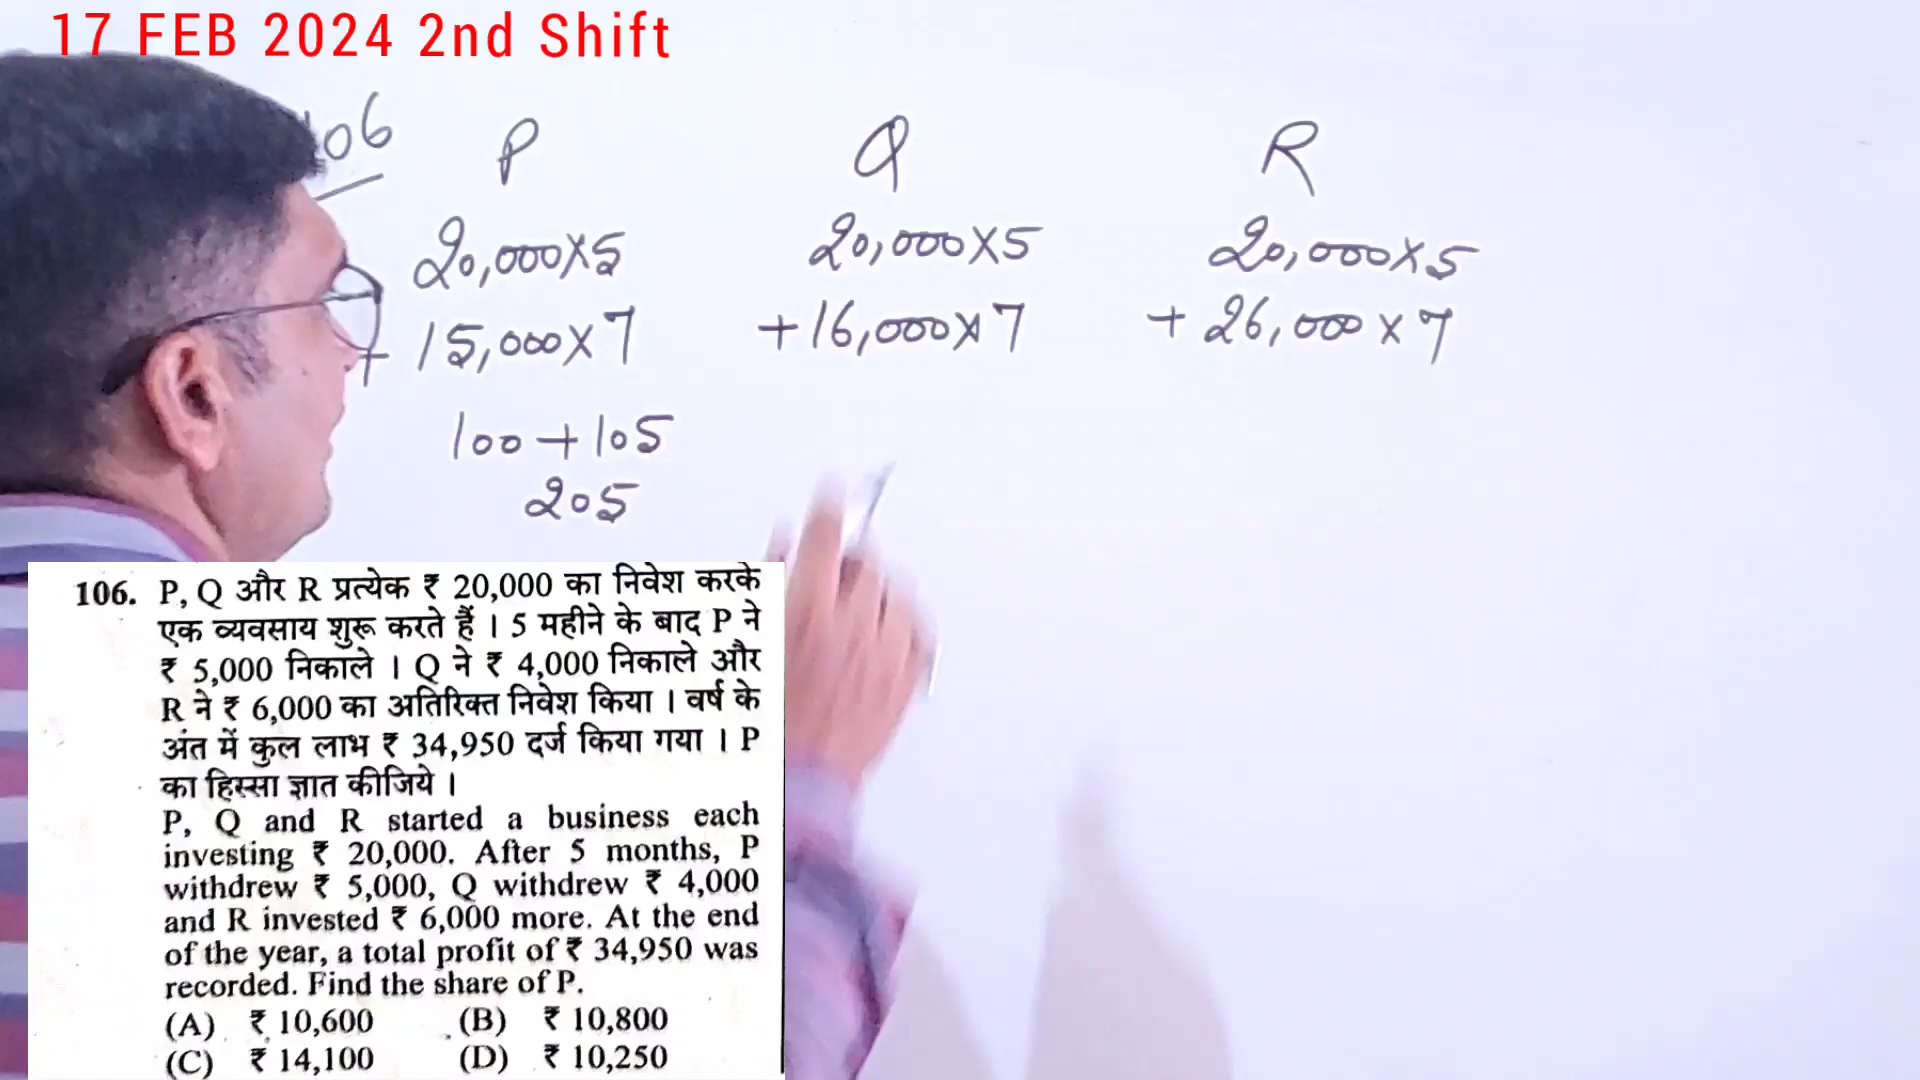 17 FEB 2024 2nd Shift
106
P Q R
20,000×5 20,000×5 20,000×5
+ 15,000×7 +16,000×7 + 26,000×7
100+105
205
106. P, Q और R प्रत्येक ₹ 20,000 का निवेश करके
एक व्यवसाय शुरू करते हैं । 5 महीने के बाद P ने
₹ 5,000 निकाले । Q ने ₹ 4,000 निकाले और
R ने ₹ 6,000 का अतिरिक्त निवेश किया । वर्ष के
अंत में कुल लाभ ₹ 34,950 दर्ज किया गया । P
का हिस्सा ज्ञात कीजिये ।
P, Q and R started a business each
investing ₹ 20,000. After 5 months, P
withdrew ₹ 5,000, Q withdrew ₹ 4,000
and R invested ₹ 6,000 more. At the end
of the year, a total profit of ₹ 34,950 was
recorded. Find the share of P.
(A) ₹ 10,600 (B) ₹ 10,800
(C) ₹ 14,100 (D) ₹ 10,250